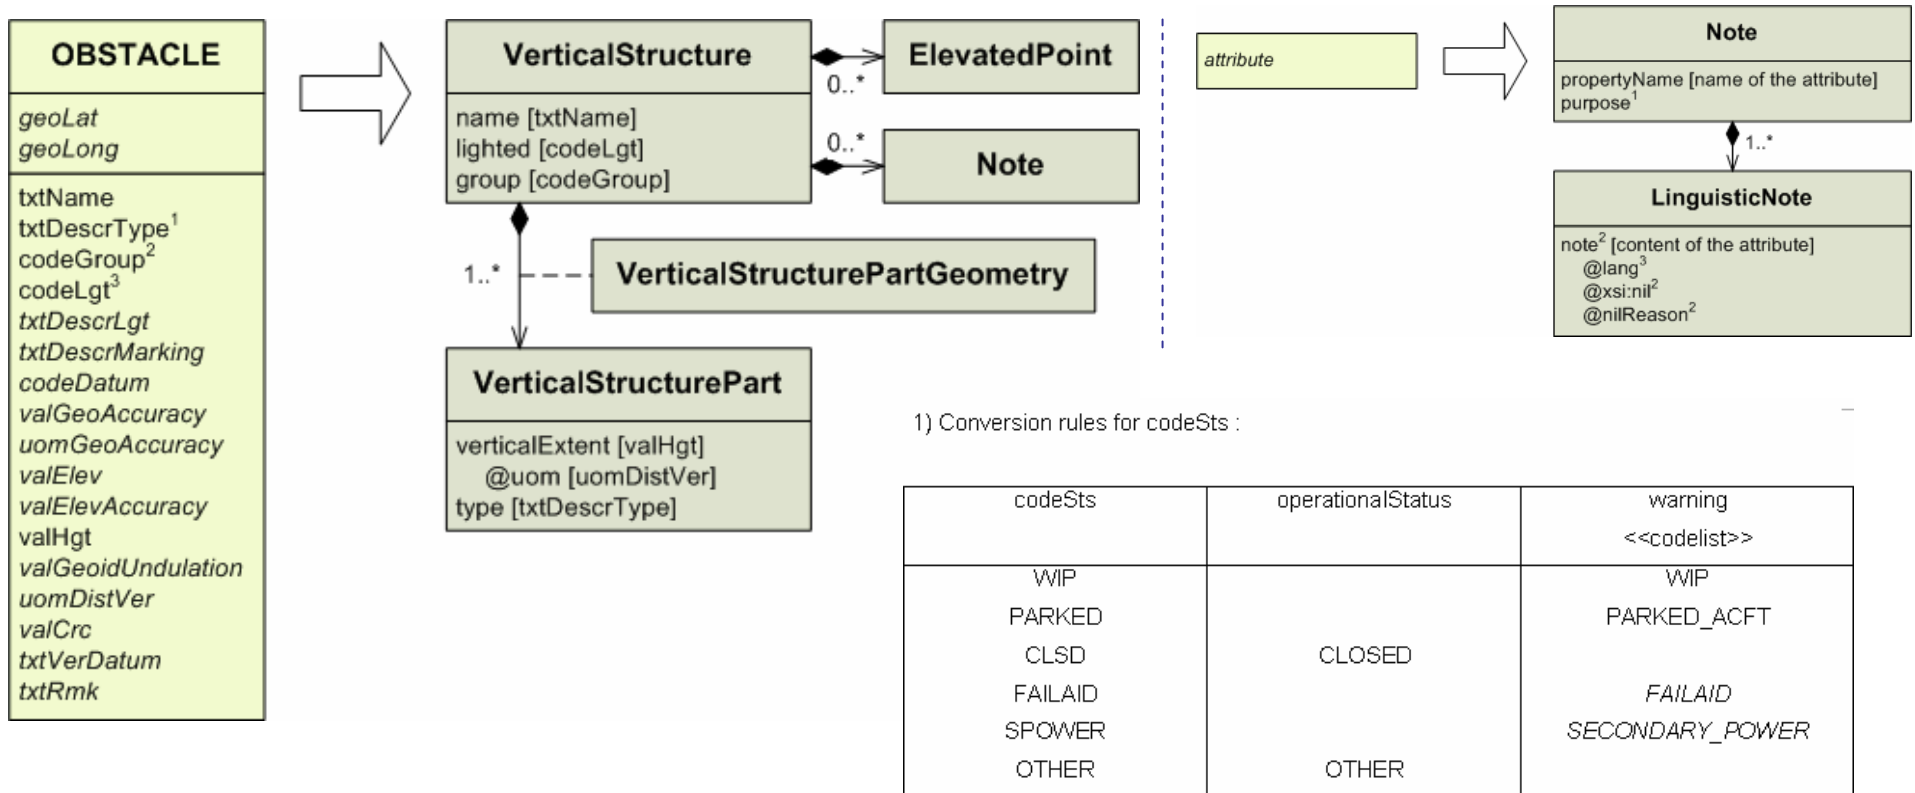 OBSTACLE
geoLat
geoLong
txtName
txtDescrType¹
codeGroup²
codeLgt³
txtDescrLgt
txtDescrMarking
codeDatum
valGeoAccuracy
uomGeoAccuracy
valElev
valElevAccuracy
valHgt
valGeoidUndulation
uomDistVer
valCrc
txtVerDatum
txtRmk
VerticalStructure
name [txtName]
lighted [codeLgt]
group [codeGroup]
0..*
ElevatedPoint
0..*
Note
1..*
VerticalStructurePartGeometry
VerticalStructurePart
verticalExtent [valHgt]
@uom [uomDistVer]
type [txtDescrType]
attribute
Note
propertyName [name of the attribute]
purpose¹
1..*
LinguisticNote
note² [content of the attribute]
@lang³
@xsi:nil²
@nilReason²
1) Conversion rules for codeSts :
codeSts operationalStatus warning
<<codelist>>
WIP WIP
PARKED PARKED_ACFT
CLSD CLOSED
FAILAID FAILAID
SPOWER SECONDARY_POWER
OTHER OTHER